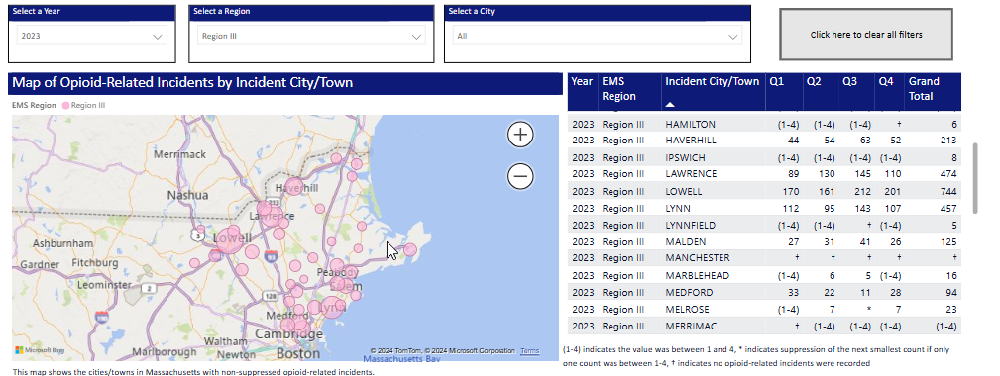 Select a Year
Select a Region
Select a City
2023
Region III
All
Click here to clear all filters
Map of Opioid-Related Incidents by Incident City/Town
EMS Region Region III
Merrimack
Nashua
Haverhill
213
Lawrence
3
Lowell
93
Ashburnham
Gardner
Fitchburg
Leominster
2
Peabody
Salem
128
Lynn
Medford
Cambridge
Waltham
Marlborough
Newton
Boston
Massachusetts Bay
Microsoft Bing
© 2024 TomTom, © 2024 Microsoft Corporation Terms
This map shows the cities/towns in Massachusetts with non-suppressed opioid-related incidents.
Year EMS Region Incident City/Town Q1 Q2 Q3 Q4 Grand Total
2023 Region III HAMILTON (1-4) (1-4) (1-4) † 6
2023 Region III HAVERHILL 44 54 63 52 213
2023 Region III IPSWICH (1-4) (1-4) (1-4) (1-4) 8
2023 Region III LAWRENCE 89 130 145 110 474
2023 Region III LOWELL 170 161 212 201 744
2023 Region III LYNN 112 95 143 107 457
2023 Region III LYNNFIELD (1-4) (1-4) † (1-4) 5
2023 Region III MALDEN 27 31 41 26 125
2023 Region III MANCHESTER † † † † †
2023 Region III MARBLEHEAD (1-4) 6 5 (1-4) 16
2023 Region III MEDFORD 33 22 11 28 94
2023 Region III MELROSE (1-4) 7 * 7 23
2023 Region III MERRIMAC † (1-4) (1-4) (1-4) (1-4)
(1-4) indicates the value was between 1 and 4, * indicates suppression of the next smallest count if only
one count was between 1-4, † indicates no opioid-related incidents were recorded